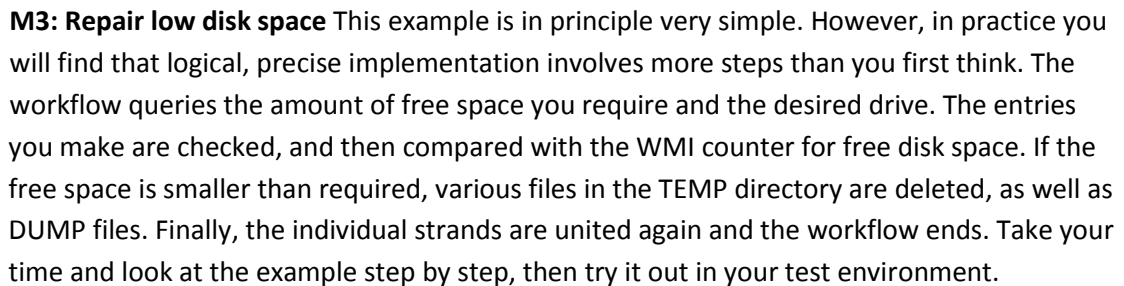 M3: Repair low disk space This example is in principle very simple. However, in practice you
will find that logical, precise implementation involves more steps than you first think. The
workflow queries the amount of free space you require and the desired drive. The entries
you make are checked, and then compared with the WMI counter for free disk space. If the
free space is smaller than required, various files in the TEMP directory are deleted, as well as
DUMP files. Finally, the individual strands are united again and the workflow ends. Take your
time and look at the example step by step, then try it out in your test environment.